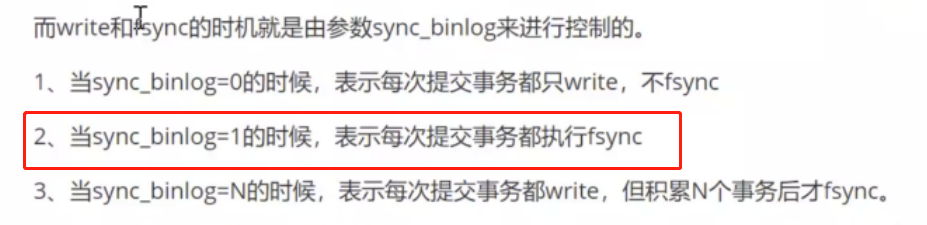 而write和fsync的时机就是由参数sync_binlog来进行控制的。
1、当sync_binlog=0的时候，表示每次提交事务都只write，不fsync
2、当sync_binlog=1的时候，表示每次提交事务都执行fsync
3、当sync_binlog=N的时候，表示每次提交事务都write，但积累N个事务后才fsync。